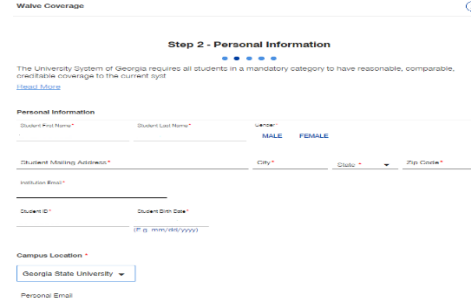 Waive Coverage
Step 2 - Personal Information
The University System of Georgia requires all students in a mandatory category to have reasonable, comparable,
creditable coverage to the current syst
Read More
Personal Information
Student First Name* Student Last Name* Gender*
MALE FEMALE
Student Mailing Address* City* State * Zip Code*
Institution Email*
Student ID* Student Birth Date*
(E.g. mm/dd/yyyy)
Campus Location *
Georgia State University
Personal Email